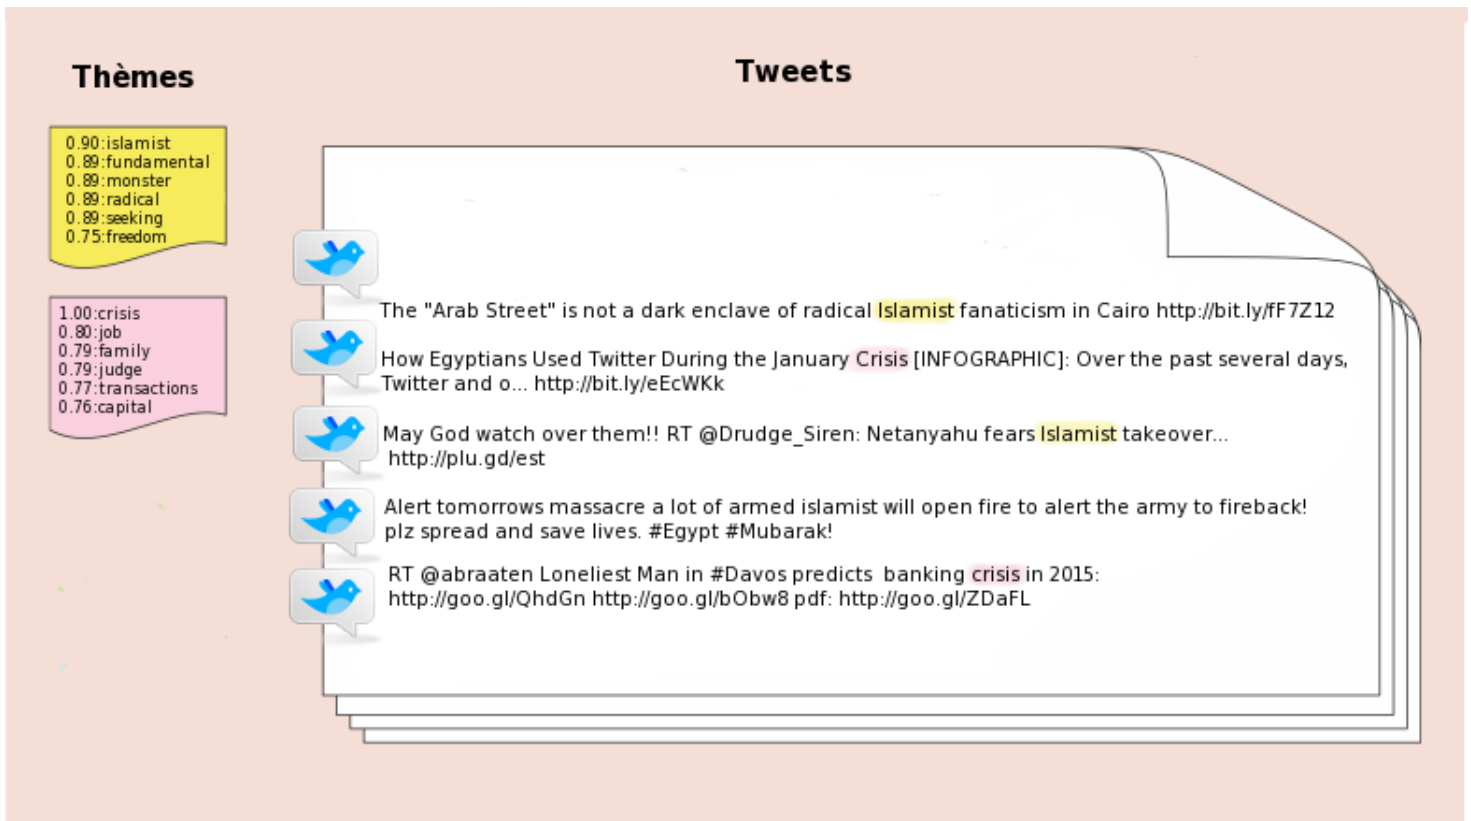 Thèmes
Tweets
0.90:islamist
0.89:fundamental
0.89:monster
0.89:radical
0.89:seeking
0.75:freedom
1.00:crisis
0.80:job
0.79:family
0.79:judge
0.77:transactions
0.76:capital
The "Arab Street" is not a dark enclave of radical Islamist fanaticism in Cairo http://bit.ly/fF7Z12
How Egyptians Used Twitter During the January Crisis [INFOGRAPHIC]: Over the past several days,
Twitter and o... http://bit.ly/eEcWKk
May God watch over them!! RT @Drudge_Siren: Netanyahu fears Islamist takeover...
http://plu.gd/est
Alert tomorrows massacre a lot of armed islamist will open fire to alert the army to fireback!
plz spread and save lives. #Egypt #Mubarak!
RT @abraaten Loneliest Man in #Davos predicts banking crisis in 2015:
http://goo.gl/QhdGn http://goo.gl/bObw8 pdf: http://goo.gl/ZDaFL